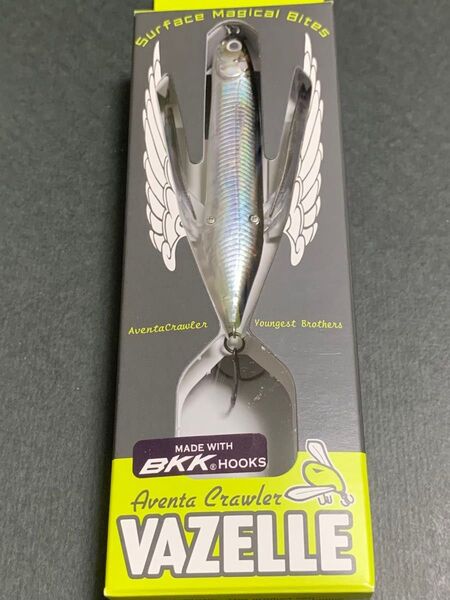 Surface Magical Bites
AventaCrawler
Youngest Brothers
MADE WITH
BKK® HOOKS
Aventa Crawler
VAZELLE